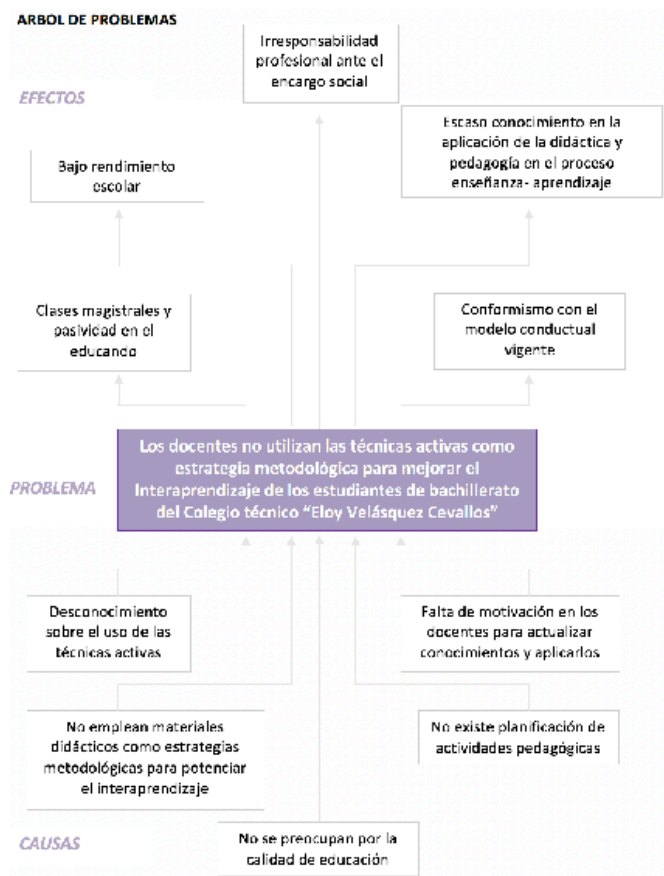 ARBOL DE PROBLEMAS
Irresponsabilidad
profesional ante el
encargo social
EFECTOS
Escaso conocimiento en la
aplicación de la didáctica y
pedagogía en el proceso
enseñanza- aprendizaje
Bajo rendimiento
escolar
Clases magistrales y
pasividad en el
educando
Conformismo con el
modelo conductual
vigente
Los docentes no utilizan las técnicas activas como
estrategia metodológica para mejorar el
Interaprendizaje de los estudiantes de bachillerato
del Colegio técnico “Eloy Velásquez Cevallos”
PROBLEMA
Desconocimiento
sobre el uso de las
técnicas activas
Falta de motivación en los
docentes para actualizar
conocimientos y aplicarlos
No emplean materiales
didácticos como estrategias
metodológicas para potenciar
el interaprendizaje
No existe planificación de
actividades pedagógicas
No se preocupan por la
calidad de educación
CAUSAS